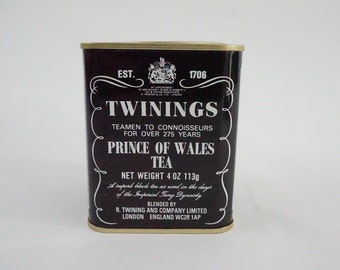 EST. 1706
TWININGS
TEAMEN TO CONNOISSEURS
FOR OVER 275 YEARS
PRINCE OF WALES
TEA
NET WEIGHT 4 OZ 113g
A superb black tea as used in the days
of the Imperial Tang Dynasty
BLENDED BY
R. TWINING AND COMPANY LIMITED
LONDON ENGLAND WC2R 1AP